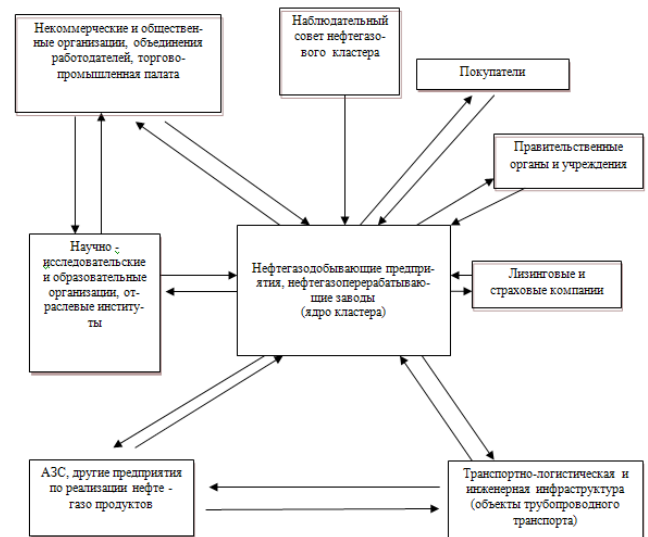 Некоммерческие и обществен-
ные организации, объединения
работодателей, торгово-
промышленная палата
Наблюдательный
совет нефтегазо-
вого кластера
Покупатели
Правительственные
органы и учреждения
Научно -
исследовательские
и образовательные
организации, от-
раслевые институ-
ты
Нефтегазодобывающие предпри-
ятия, нефтегазоперерабатываю-
щие заводы
(ядро кластера)
Лизинговые и
страховые компании
АЗС, другие предприятия
по реализации нефте -
газо продуктов
Транспортно-логистическая и
инженерная инфраструктура
(объекты трубопроводного
транспорта)